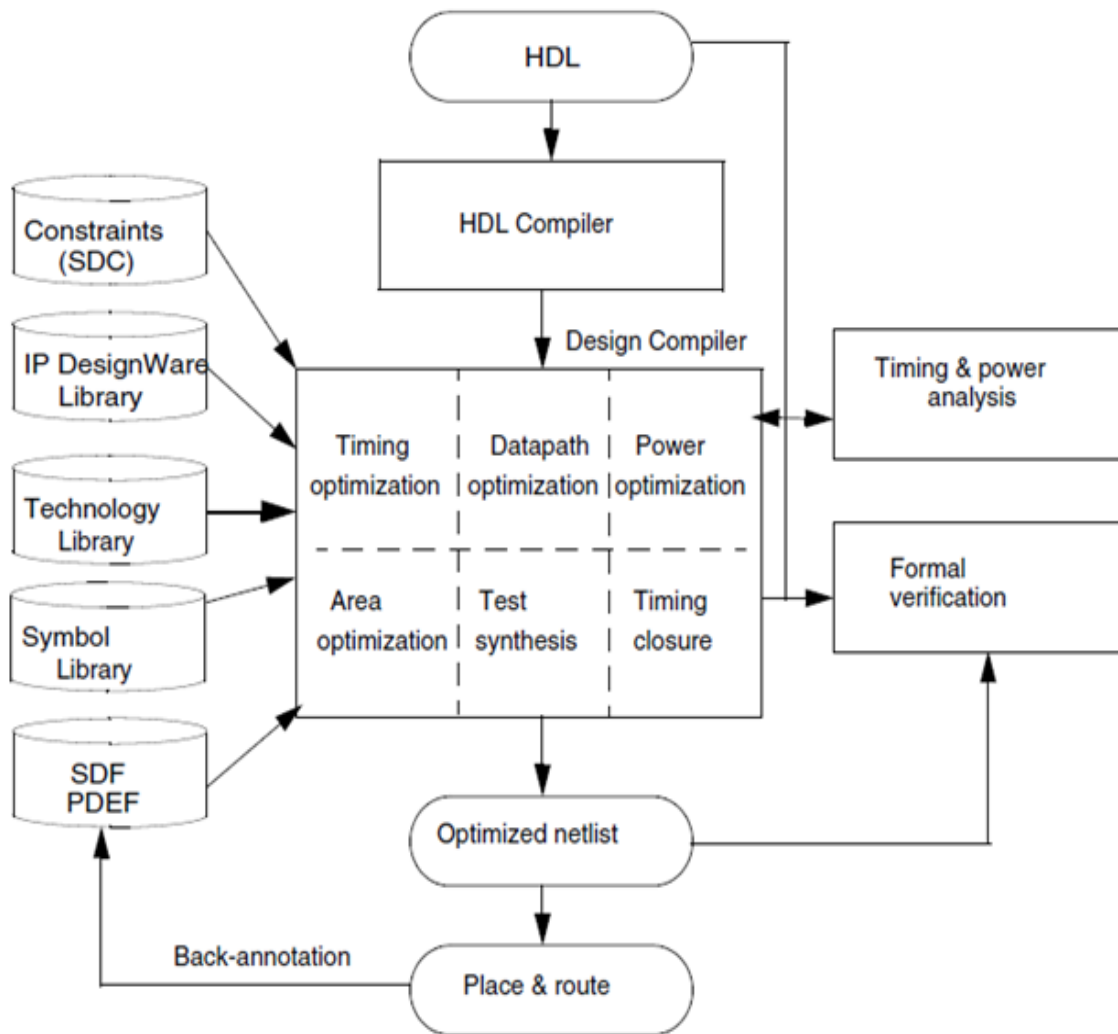 HDL
HDL Compiler
Constraints
(SDC)
Design Compiler
IP DesignWare
Library
Timing & power
analysis
Timing
optimization
Datapath
optimization
Power
optimization
Technology
Library
Formal
verification
Area
optimization
Test
synthesis
Timing
closure
Symbol
Library
SDF
PDEF
Optimized netlist
Back-annotation
Place & route